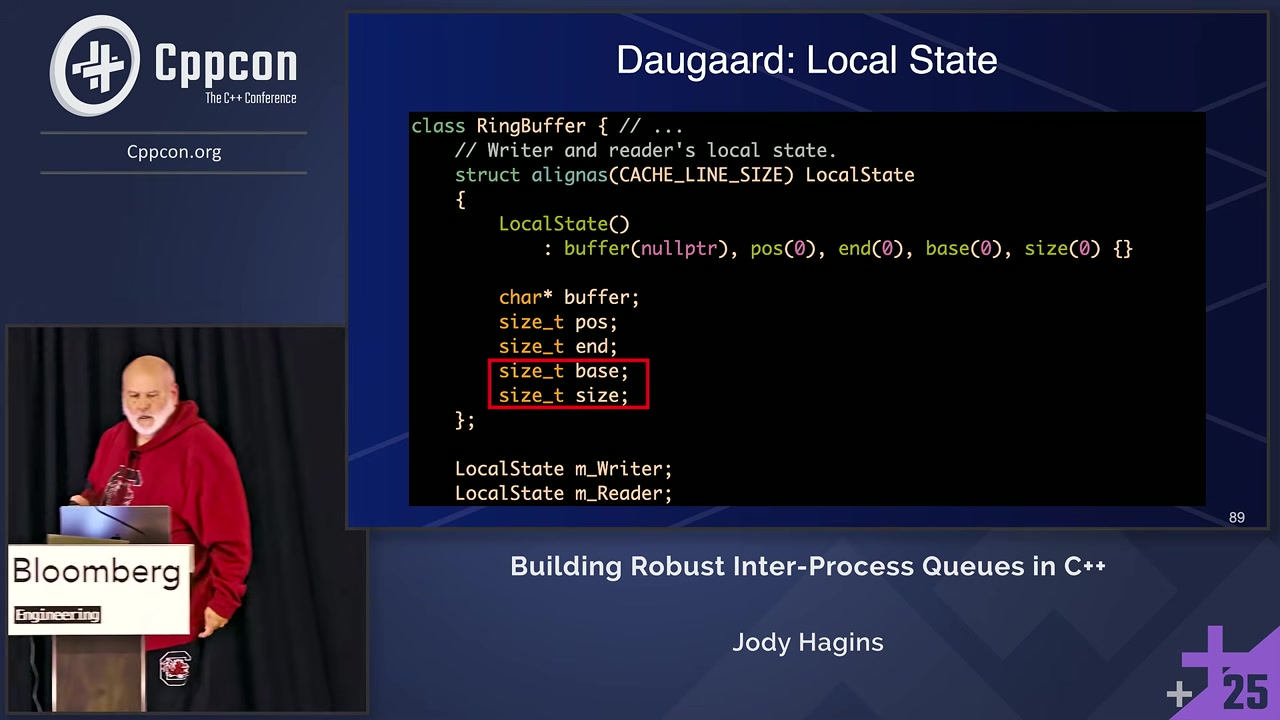 Cppcon
The C++ Conference
Cppcon.org
Daugaard: Local State
class RingBuffer { // ...
// Writer and reader's local state.
struct alignas(CACHE_LINE_SIZE) LocalState
{
LocalState()
: buffer(nullptr), pos(0), end(0), base(0), size(0) {}
char* buffer;
size_t pos;
size_t end;
size_t base;
size_t size;
};
LocalState m_Writer;
LocalState m_Reader;
89
Bloomberg
Engineering
Building Robust Inter-Process Queues in C++
Jody Hagins
25